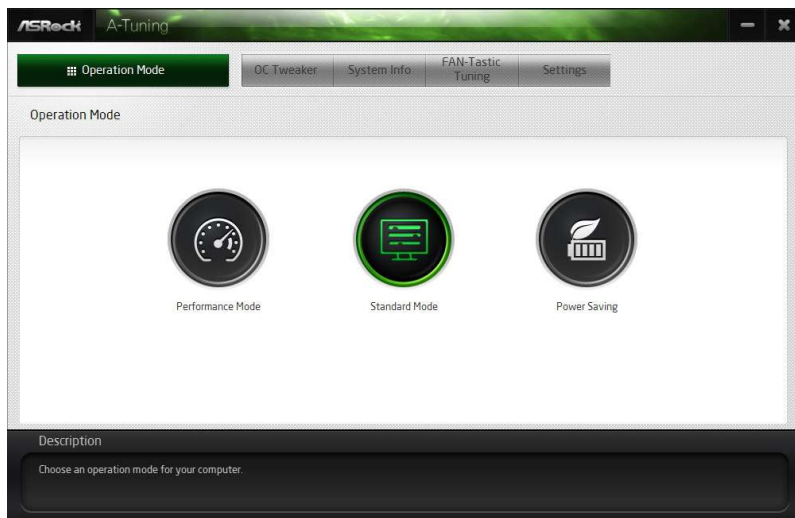 ASRock A-Tuning
Operation Mode
OC Tweaker
System Info
FAN-Tastic
Tuning
Settings
Operation Mode
Performance Mode
Standard Mode
Power Saving
Description
Choose an operation mode for your computer.